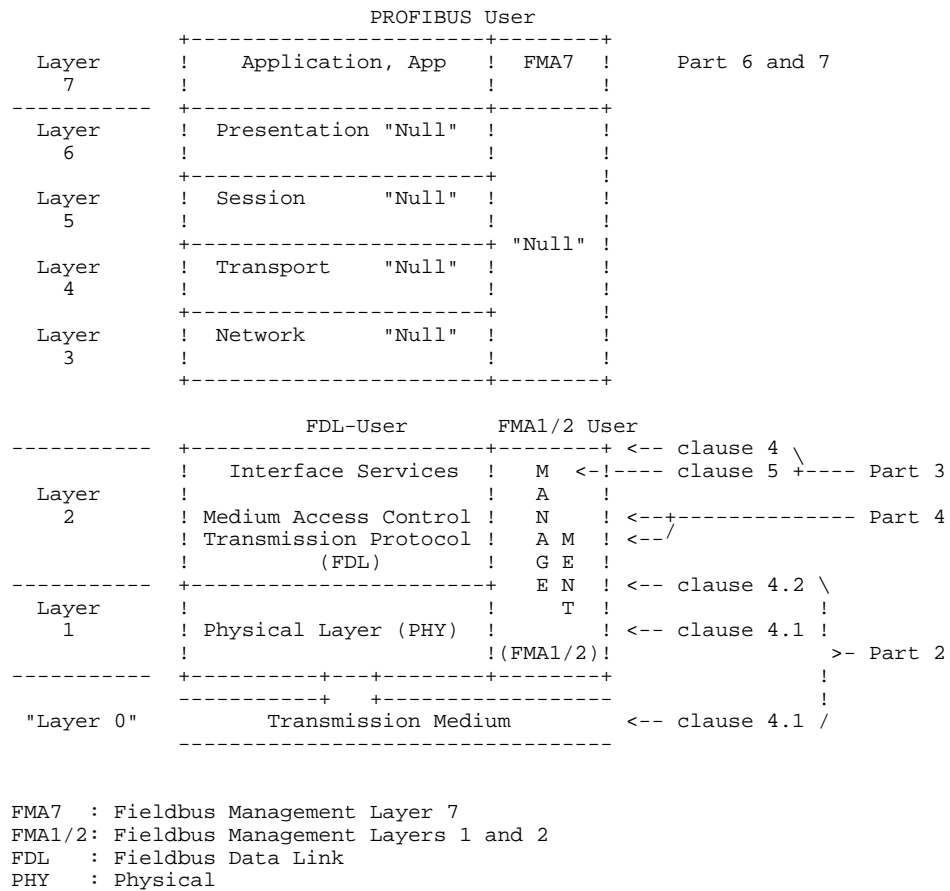 PROFIBUS User
Layer ! Application, App ! FMA7 ! Part 6 and 7
7 ! ! !
Layer ! Presentation "Null" ! !
6 ! ! !
Layer ! Session "Null" ! !
5 ! ! !
"Null" !
Layer ! Transport "Null" ! !
4 ! ! !
Layer ! Network "Null" ! !
3 ! ! !
FDL-User FMA1/2 User
<-- clause 4 \
! Interface Services ! M <-!---- clause 5 +---- Part 3
Layer ! ! A !
2 ! Medium Access Control ! N ! <--+--------------- Part 4
! Transmission Protocol ! A M ! <--/
! (FDL) ! G E !
E N ! <-- clause 4.2 \
Layer ! ! T ! !
1 ! Physical Layer (PHY) ! ! <-- clause 4.1 !
! !(FMA1/2)! >- Part 2
!
!
"Layer 0" Transmission Medium <-- clause 4.1 /
FMA7 : Fieldbus Management Layer 7
FMA1/2: Fieldbus Management Layers 1 and 2
FDL : Fieldbus Data Link
PHY : Physical